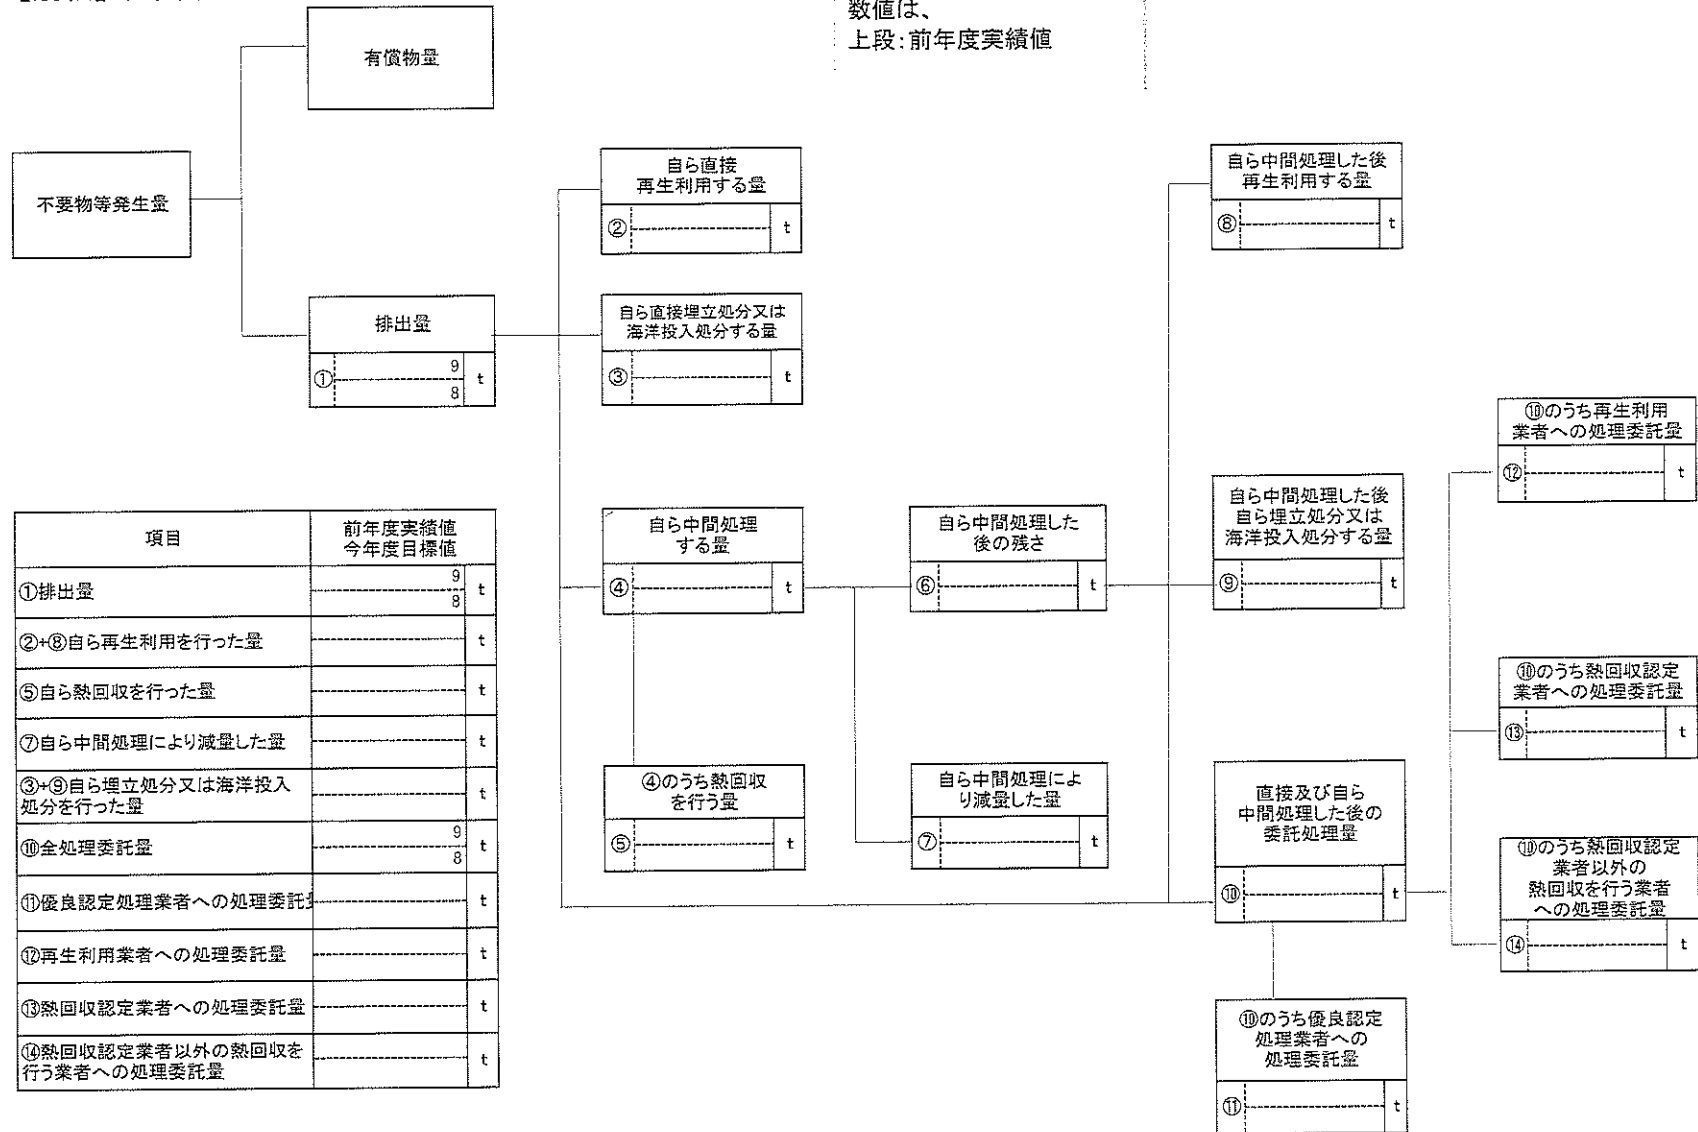 数値は、
上段:前年度実績値
有償物量
不要物等発生量
排出量
① 9 t
8
自ら直接
再生利用する量
② t
自ら直接埋立処分又は
海洋投入処分する量
③ t
自ら中間処理した後
再生利用する量
⑧ t
自ら中間処理
する量
④ t
④のうち熱回収
を行う量
⑤ t
自ら中間処理した
後の残さ
⑥ t
自ら中間処理によ
り減量した量
⑦ t
自ら中間処理した後
自ら埋立処分又は
海洋投入処分する量
⑨ t
直接及び自ら
中間処理した後の
委託処理量
⑩ t
⑩のうち優良認定
処理業者への
処理委託量
⑪ t
⑩のうち再生利用
業者への処理委託量
⑫ t
⑩のうち熱回収認定
業者への処理委託量
⑬ t
⑩のうち熱回収認定
業者以外の
熱回収を行う業者
への処理委託量
⑭ t
項目
前年度実績値
今年度目標値
①排出量 9 t
8
②+⑧自ら再生利用を行った量 t
⑤自ら熱回収を行った量 t
⑦自ら中間処理により減量した量 t
③+⑨自ら埋立処分又は海洋投入
処分を行った量 t
⑩全処理委託量 9 t
8
⑪優良認定処理業者への処理委託 t
⑫再生利用業者への処理委託量 t
⑬熱回収認定業者への処理委託量 t
⑭熱回収認定業者以外の熱回収を
行う業者への処理委託量 t